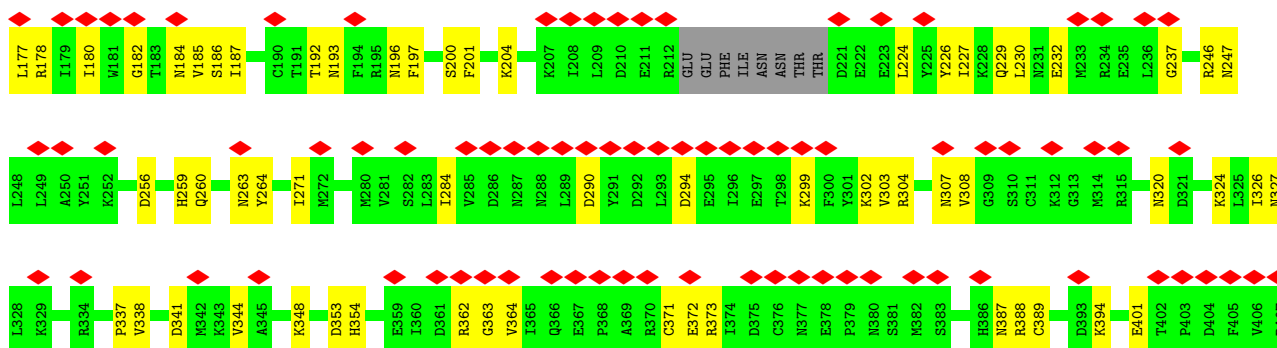 L177 R178 I179 I180 W181 G182 T183 N184 V185 S186 I187 C190 T191 T192 N193 F194 R195 N196 F197 S200 F201 K204 K207 I208 L209 D210 E211 R212 GLU GLU PHE ILE ASN ASN THR THR D221 E222 E223 L224 Y225 Y226 I227 K228 Q229 L230 N231 E232 M233 R234 E235 L236 G237 R246 N247
L248 L249 A250 Y251 K252 D256 H259 Q260 N263 Y264 I271 M272 M280 V281 S282 L283 I284 V285 D286 N287 N288 L289 D290 Y291 D292 L293 D294 E295 I296 E297 T298 K299 F300 Y301 K302 V303 R304 N307 V308 G309 S310 C311 K312 G313 M314 R315 N320 D321 K324 L325 I326 N327
L328 K329 R334 P337 V338 D341 M342 K343 V344 A345 K348 D353 H354 E359 I360 D361 R362 G363 V364 I365 Q366 E367 P368 A369 R370 C371 E372 R373 I374 D375 C376 N377 E378 P379 N380 S381 M382 S383 H386 N387 R388 C389 D393 K394 E401 T402 P403 D404 F405 V406